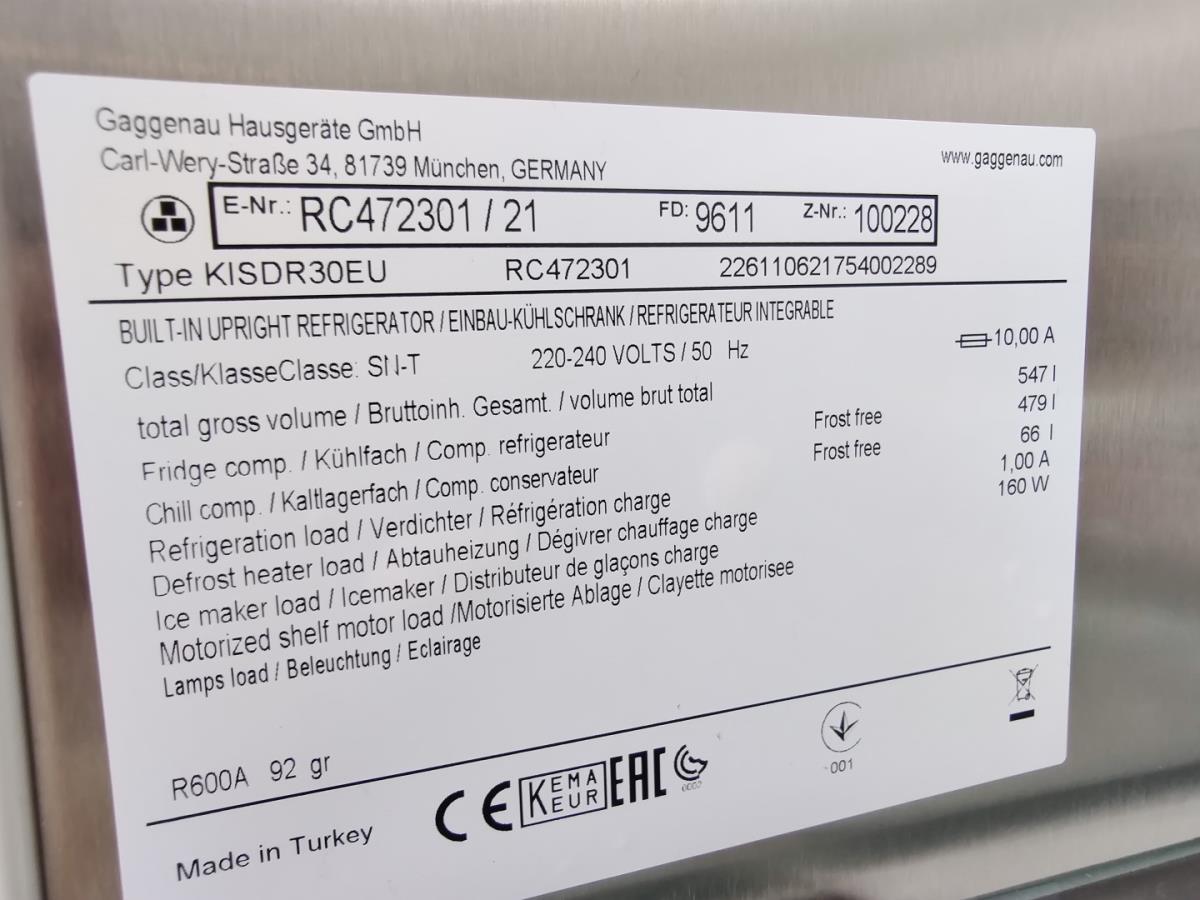 Gaggenau Hausgeräte GmbH
Carl-Wery-Straße 34, 81739 München, GERMANY
www.gaggenau.com
E-Nr.: RC472301 / 21 FD: 9611 Z-Nr.: 100228
Type KISDR30EU RC472301 226110621754002289
BUILT-IN UPRIGHT REFRIGERATOR / EINBAU-KÜHLSCHRANK / REFRIGERATEUR INTEGRABLE
Class/KlasseClasse: SN-T 220-240 VOLTS / 50 Hz 10,00 A
total gross volume / Bruttoinh. Gesamt. / volume brut total 547 l
Fridge comp. / Kühlfach / Comp. refrigerateur Frost free 479 l
Chill comp. / Kaltlagerfach / Comp. conservateur Frost free 66 l
Refrigeration load / Verdichter / Réfrigération charge 1,00 A
Defrost heater load / Abtauheizung / Dégivrer chauffage charge 160 W
Ice maker load / Icemaker / Distributeur de glaçons charge
Motorized shelf motor load /Motorisierte Ablage / Clayette motorisee
Lamps load / Beleuchtung / Eclairage
R600A 92 gr
CE KEMA EUR EAC
001
Made in Turkey